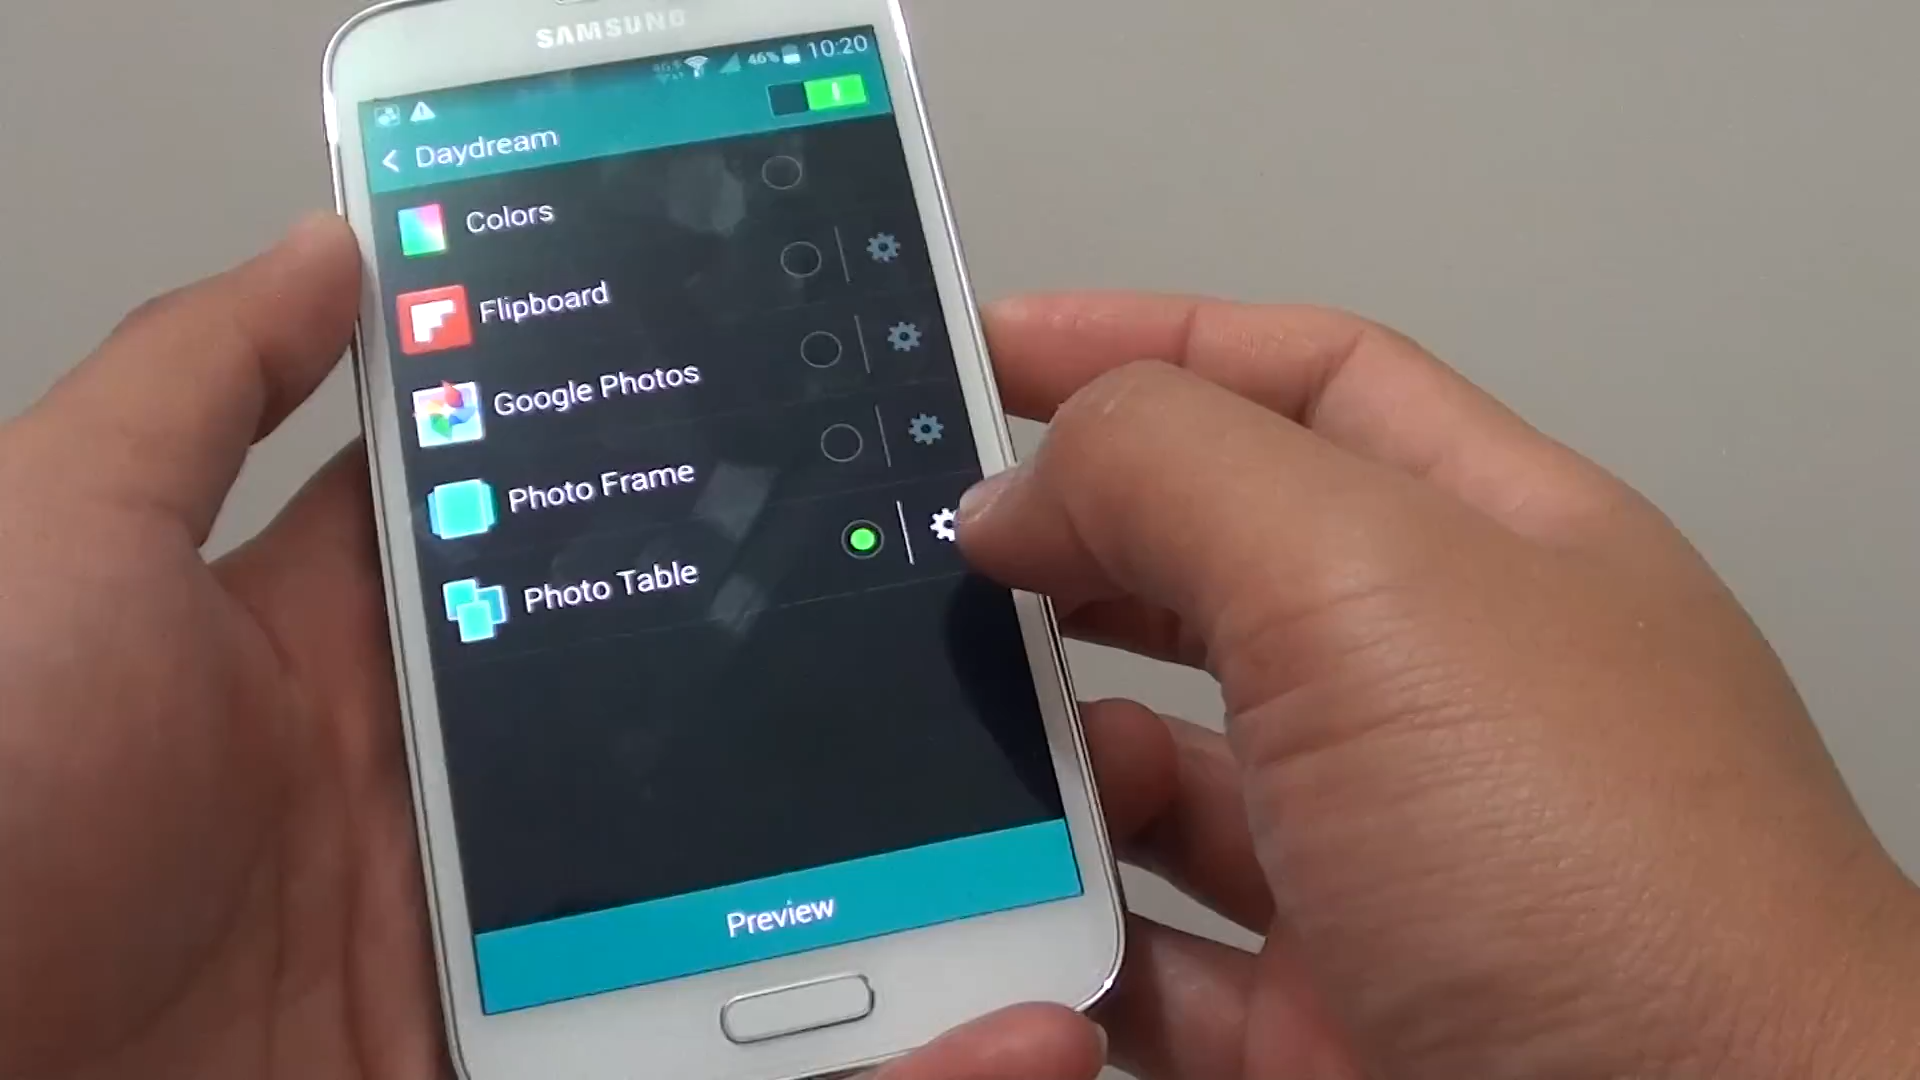 SAMSUNG
46% 10:20
Daydream
Colors
Flipboard
Google Photos
Photo Frame
Photo Table
Preview